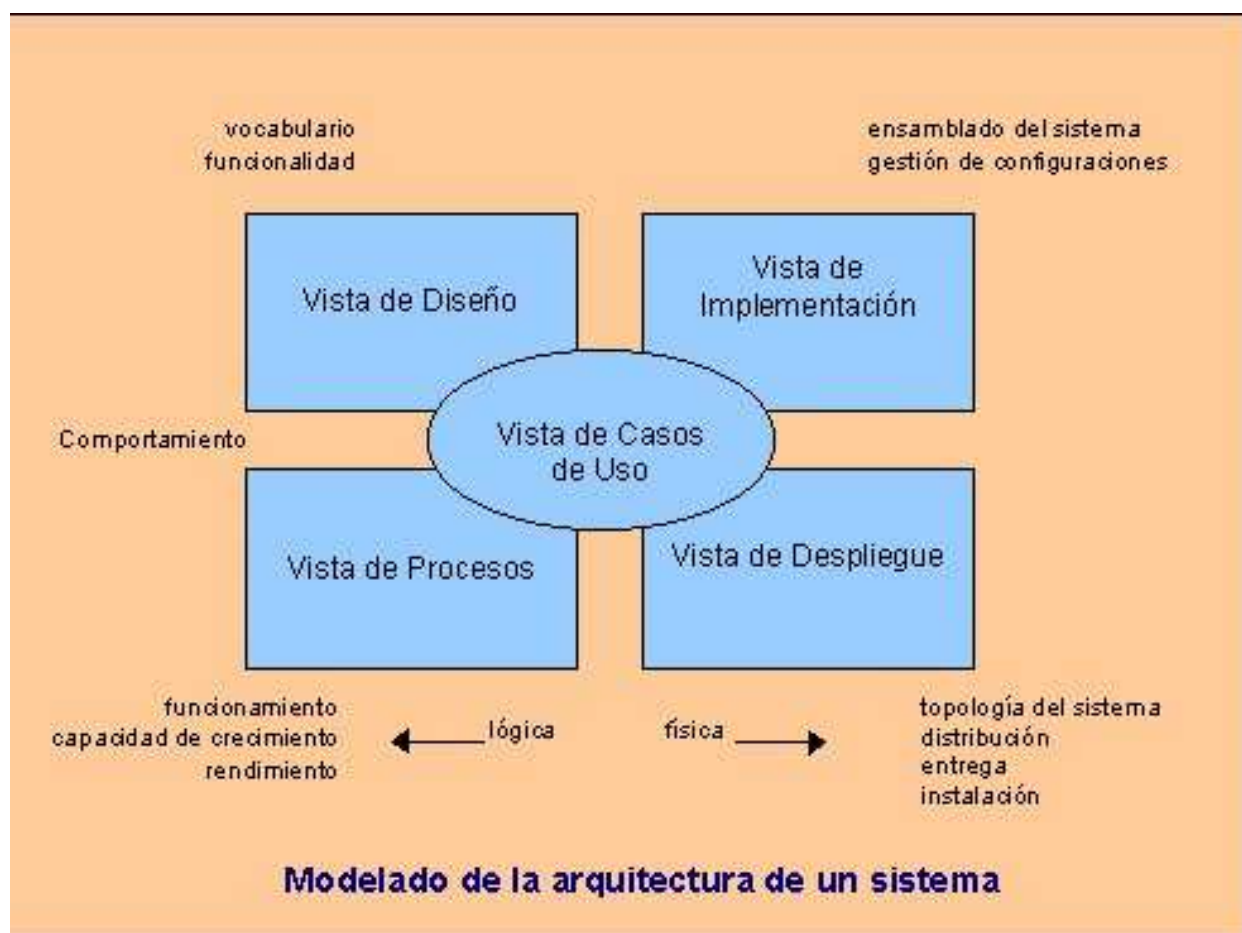 vocabulario
funcionalidad
ensamblado del sistema
gestión de configuraciones
Vista de Diseño
Vista de
Implementación
Comportamiento
Vista de Casos
de Uso
Vista de Procesos
Vista de Despliegue
funcionamiento
capacidad de crecimiento
rendimiento
lógica
física
topología del sistema
distribución
entrega
instalación
Modelado de la arquitectura de un sistema